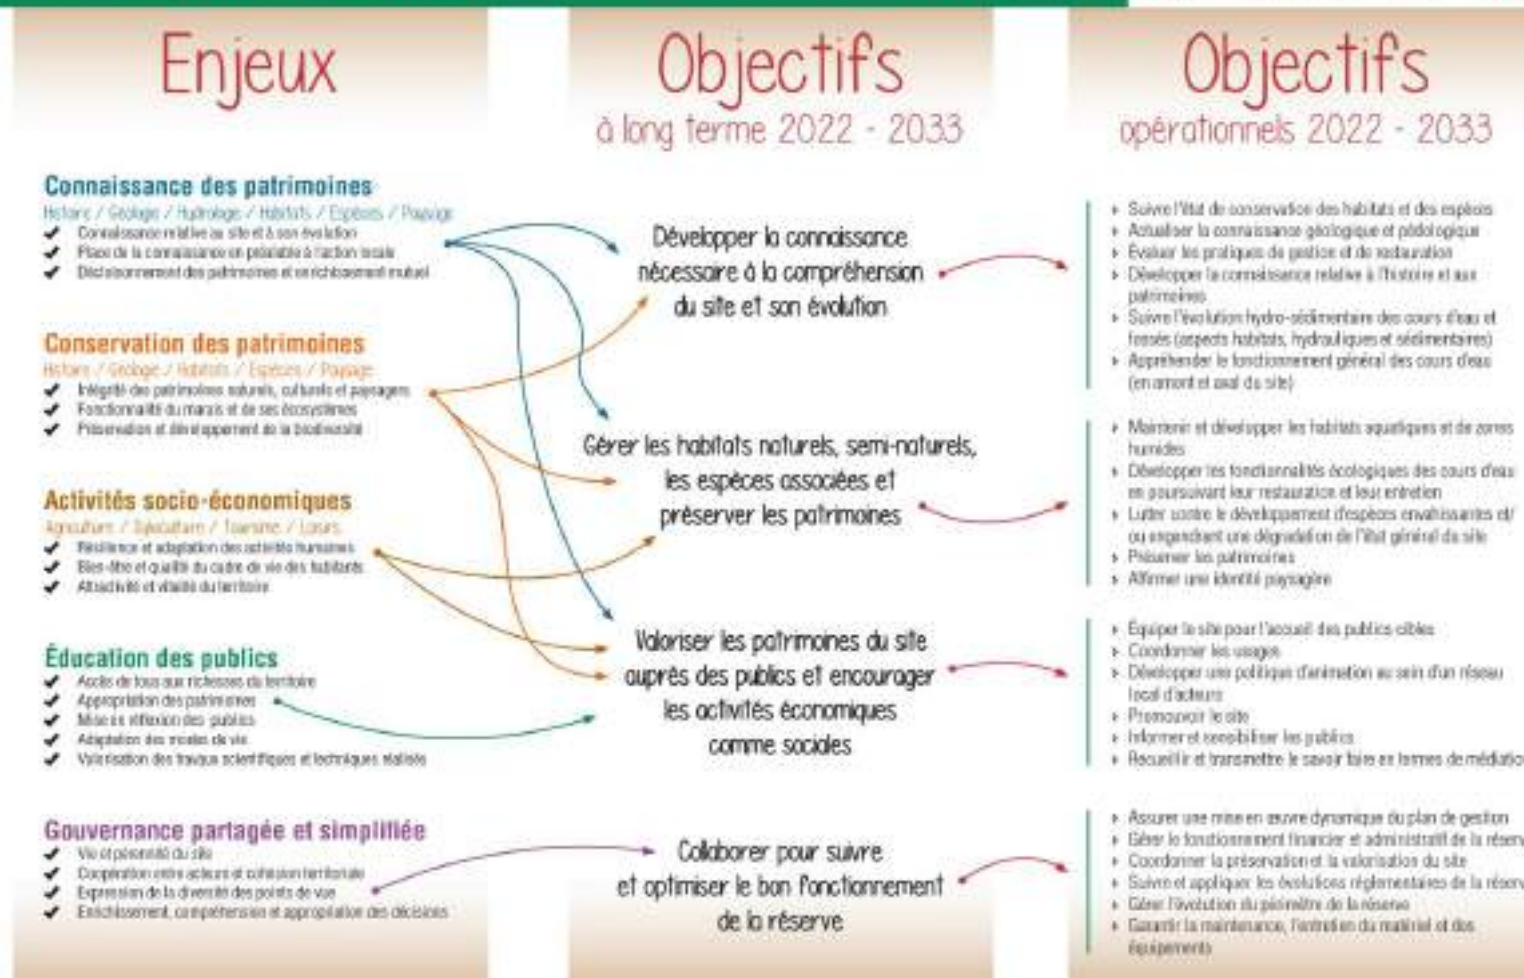 Enjeux
Connaissance des patrimoines
Histoire / Géologie / Hydrologie / Habitats / Espèces / Paysage
Connaissance relative au site et à son évolution
Place de la connaissance en préalable à l'action locale
Décloisonnement des patrimoines et enrichissement mutuel
Conservation des patrimoines
Histoire / Géologie / Habitats / Espèces / Paysage
Intégrité des patrimoines naturels, culturels et paysagers
Fonctionnalité du marais et de ses écosystèmes
Préservation et développement de la biodiversité
Activités socio-économiques
Agriculture / Sylviculture / Tourisme / Loisirs
Résilience et adaptation des activités humaines
Bien-être et qualité du cadre de vie des habitants
Attractivité et vitalité du territoire
Éducation des publics
Accès de tous aux richesses du territoire
Appropriation des patrimoines
Mise en réflexion des publics
Adaptation des modes de vie
Valorisation des travaux scientifiques et techniques réalisés
Gouvernance partagée et simplifiée
Vie et pérennité du site
Coopération entre acteurs et cohésion territoriale
Expression de la diversité des points de vue
Enrichissement, compréhension et appropriation des décisions
Objectifs
à long terme 2022 - 2033
Développer la connaissance
nécessaire à la compréhension
du site et son évolution
Gérer les habitats naturels, semi-naturels,
les espèces associées et
préserver les patrimoines
Valoriser les patrimoines du site
auprès des publics et encourager
les activités économiques
comme sociales
Collaborer pour suivre
et optimiser le bon fonctionnement
de la réserve
Objectifs
opérationnels 2022 - 2033
Suivre l'état de conservation des habitats et des espèces
Actualiser la connaissance géologique et pédologique
Évaluer les pratiques de gestion et de restauration
Développer la connaissance relative à l'histoire et aux
patrimoines
Suivre l'évolution hydro-sédimentaire des cours d'eau et
fossés (aspects habitats, hydrauliques et sédimentaires)
Appréhender le fonctionnement général des cours d'eau
(en amont et aval du site)
Maintenir et développer les habitats aquatiques et de zones
humides
Développer les fonctionnalités écologiques des cours d'eau
en poursuivant leur restauration et leur entretien
Lutter contre le développement d'espèces envahissantes et/
ou engendrant une dégradation de l'état général du site
Préserver les patrimoines
Affirmer une identité paysagère
Équiper le site pour l'accueil des publics cibles
Coordonner les usages
Développer une politique d'animation au sein d'un réseau
local d'acteurs
Promouvoir le site
Informer et sensibiliser les publics
Recueillir et transmettre le savoir faire en termes de médiatio
Assurer une mise en œuvre dynamique du plan de gestion
Gérer le fonctionnement financier et administratif de la réserv
Coordonner la préservation et la valorisation du site
Suivre et appliquer les évolutions réglementaires de la réserv
Gérer l'évolution du périmètre de la réserve
Garantir la maintenance, l'entretien du matériel et des
équipements